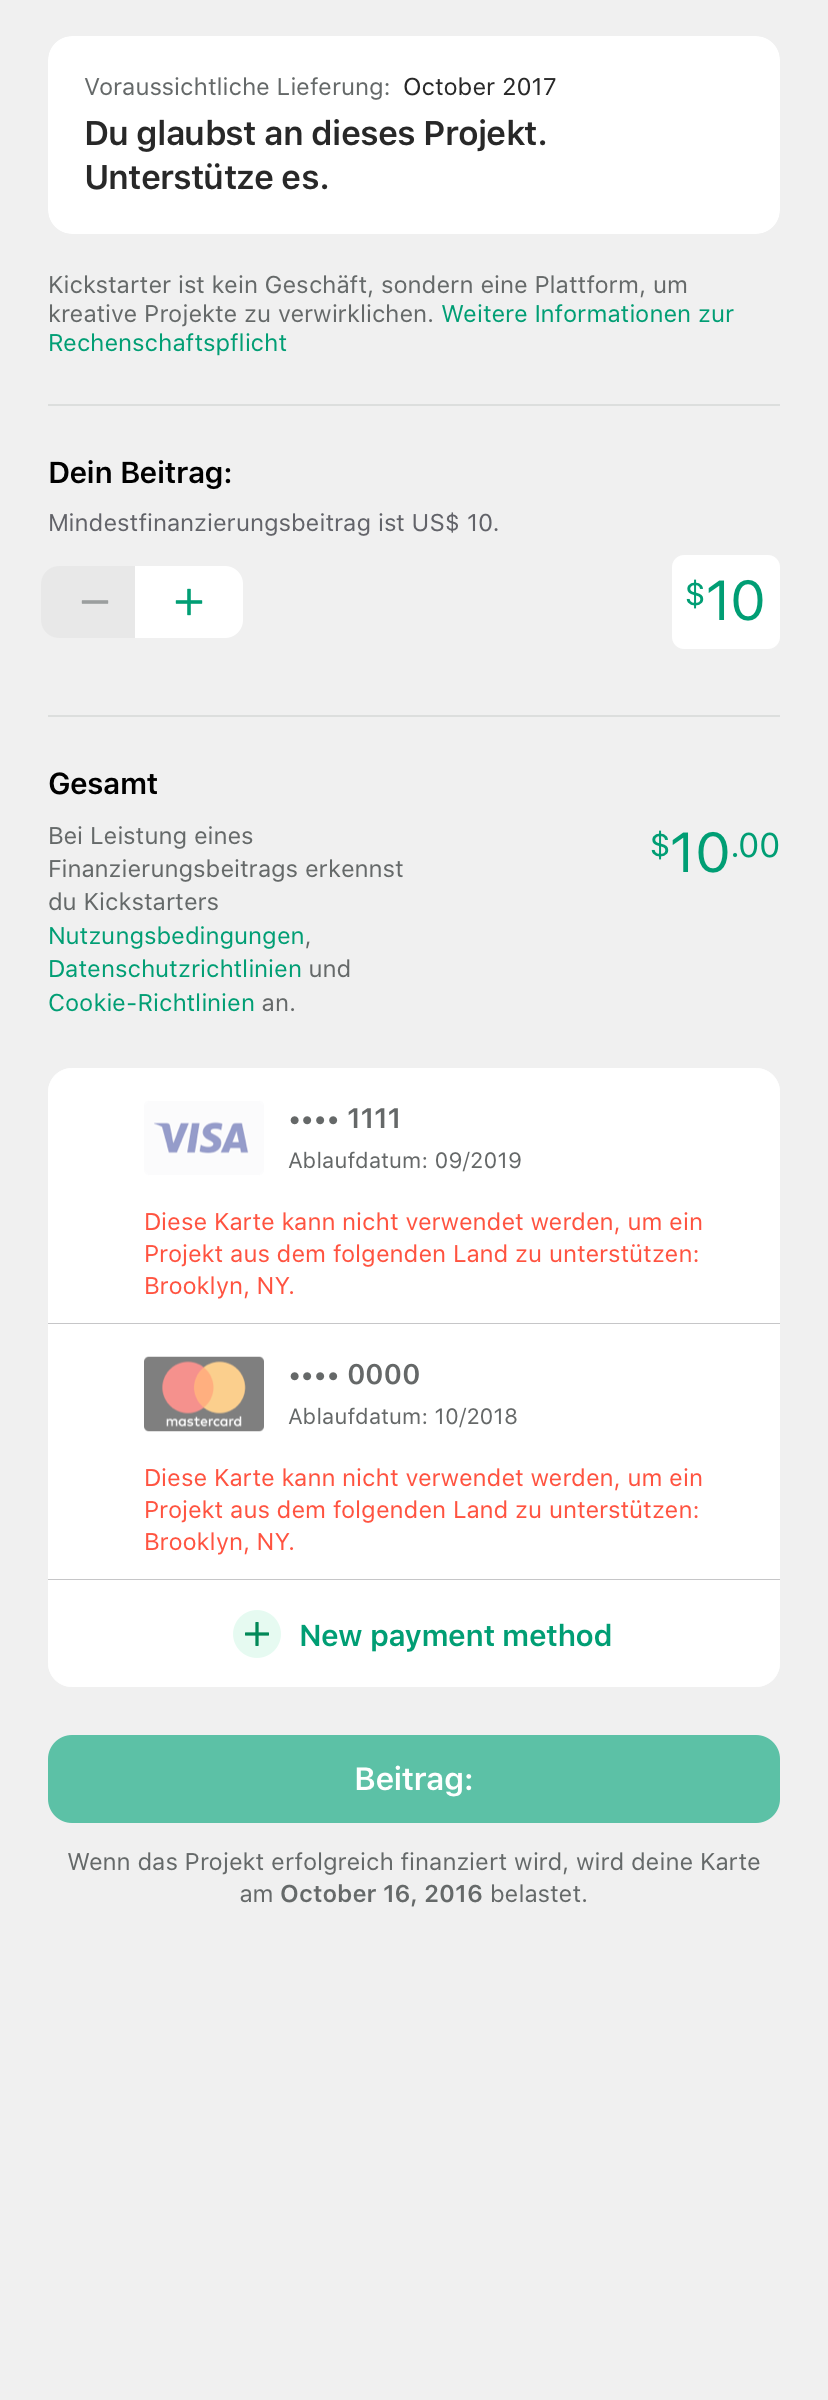 Voraussichtliche Lieferung: October 2017
Du glaubst an dieses Projekt.
Unterstütze es.
Kickstarter ist kein Geschäft, sondern eine Plattform, um
kreative Projekte zu verwirklichen. Weitere Informationen zur
Rechenschaftspflicht
Dein Beitrag:
Mindestfinanzierungsbeitrag ist US$ 10.
− +
$10
Gesamt
Bei Leistung eines
Finanzierungsbeitrags erkennst
du Kickstarters
Nutzungsbedingungen,
Datenschutzrichtlinien und
Cookie-Richtlinien an.
$10.00
VISA
•••• 1111
Ablaufdatum: 09/2019
Diese Karte kann nicht verwendet werden, um ein
Projekt aus dem folgenden Land zu unterstützen:
Brooklyn, NY.
mastercard
•••• 0000
Ablaufdatum: 10/2018
Diese Karte kann nicht verwendet werden, um ein
Projekt aus dem folgenden Land zu unterstützen:
Brooklyn, NY.
+ New payment method
Beitrag:
Wenn das Projekt erfolgreich finanziert wird, wird deine Karte
am October 16, 2016 belastet.